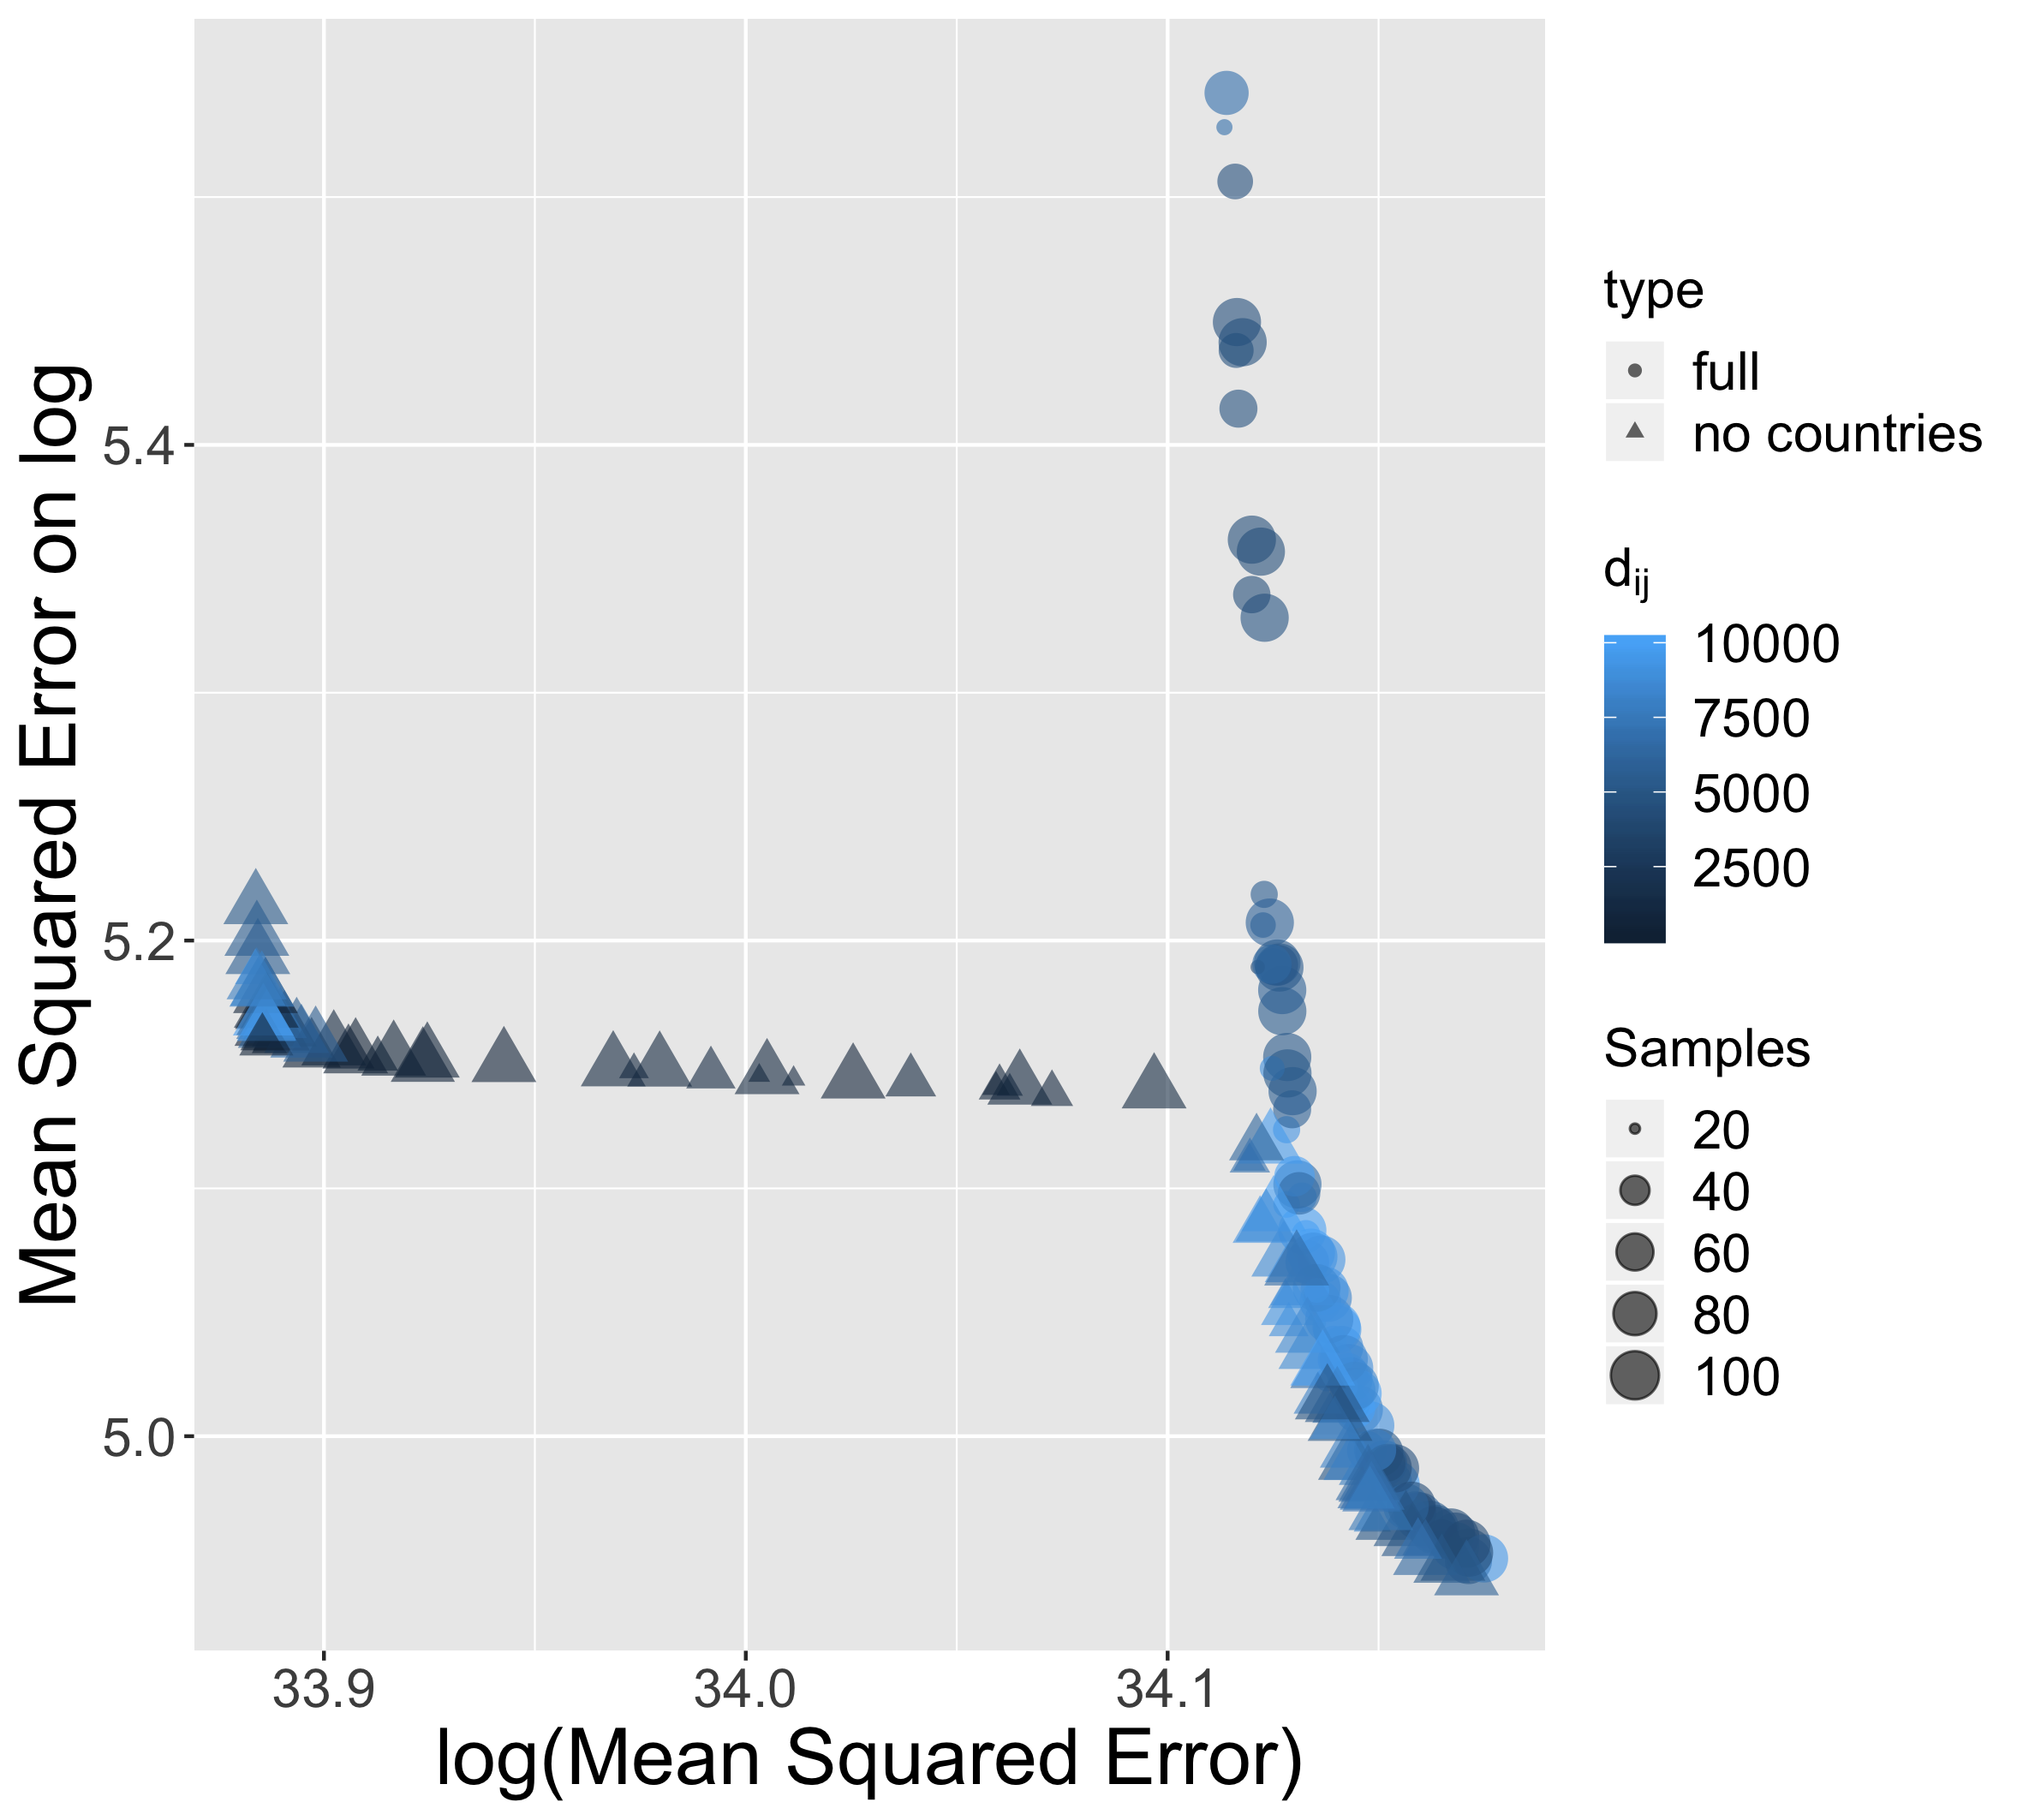 Mean Squared Error on log
5.4
5.2
5.0
33.9
34.0
34.1
log(Mean Squared Error)
type
full
no countries
dij
10000
7500
5000
2500
Samples
20
40
60
80
100